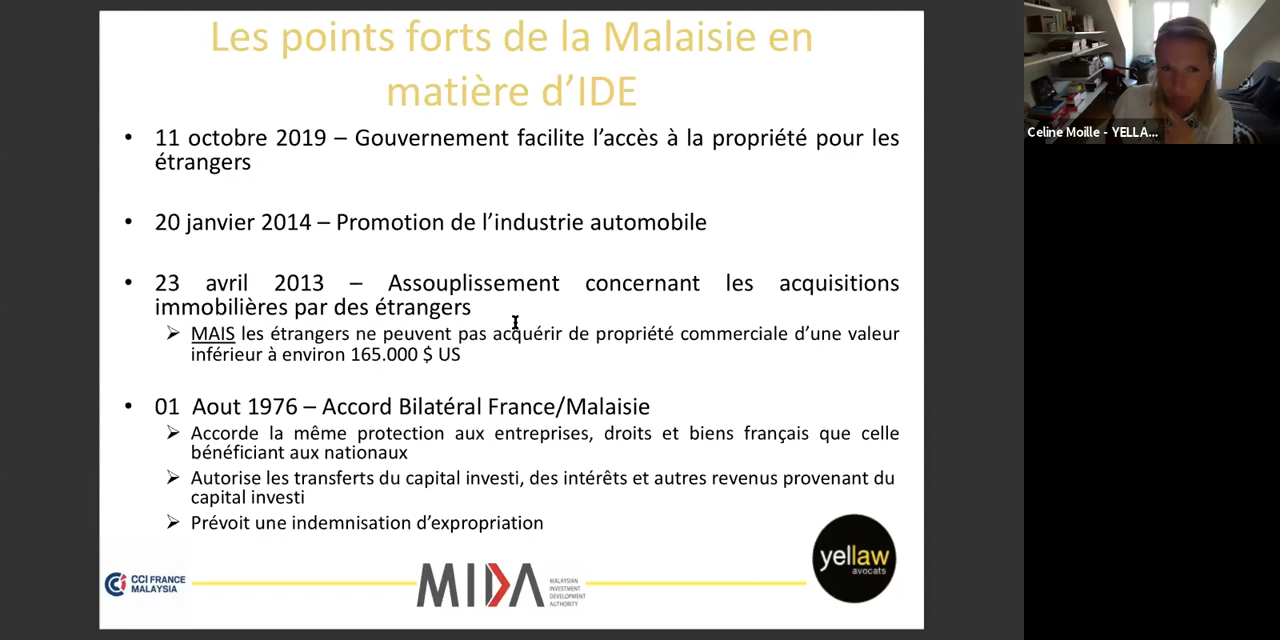 Les points forts de la Malaisie en
matière d'IDE
• 11 octobre 2019 – Gouvernement facilite l'accès à la propriété pour les
étrangers
• 20 janvier 2014 – Promotion de l'industrie automobile
• 23 avril 2013 – Assouplissement concernant les acquisitions
immobilières par des étrangers
➢ MAIS les étrangers ne peuvent pas acquérir de propriété commerciale d'une valeur
inférieur à environ 165.000 $ US
• 01 Aout 1976 – Accord Bilatéral France/Malaisie
➢ Accorde la même protection aux entreprises, droits et biens français que celle
bénéficiant aux nationaux
➢ Autorise les transferts du capital investi, des intérêts et autres revenus provenant du
capital investi
➢ Prévoit une indemnisation d'expropriation
CCI FRANCE
MALAYSIA
MIDA
MALAYSIAN
INVESTMENT
DEVELOPMENT
AUTHORITY
yellaw
avocats
Celine Moille - YELLA...